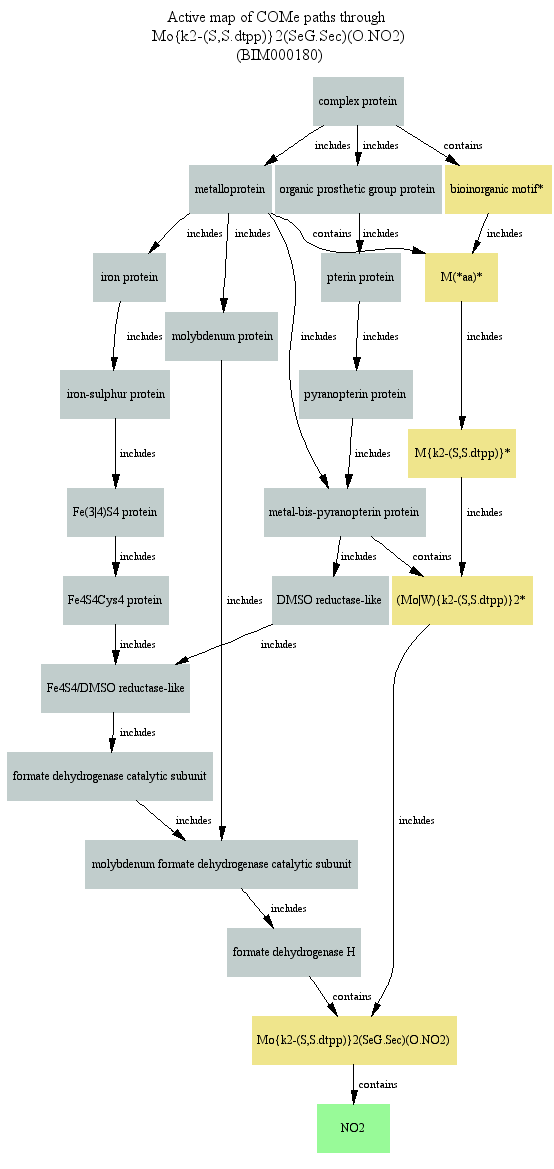 Active map of COMe paths through
Mo{k2-(S,S.dtpp)}2(SeG.Sec)(O.NO2)
(BIM000180)
complex protein
includes
includes
contains
metalloprotein
organic prosthetic group protein
bioinorganic motif*
includes
includes
contains
includes
includes
iron protein
pterin protein
M(*aa)*
molybdenum protein
includes
includes
includes
includes
iron-sulphur protein
pyranopterin protein
M{k2-(S,S.dtpp)}*
includes
includes
includes
Fe(3|4)S4 protein
metal-bis-pyranopterin protein
includes
includes
contains
Fe4S4Cys4 protein
includes
DMSO reductase-like
(Mo|W){k2-(S,S.dtpp)}2*
includes
includes
Fe4S4/DMSO reductase-like
includes
formate dehydrogenase catalytic subunit
includes
includes
molybdenum formate dehydrogenase catalytic subunit
includes
formate dehydrogenase H
contains
Mo{k2-(S,S.dtpp)}2(SeG.Sec)(O.NO2)
contains
NO2